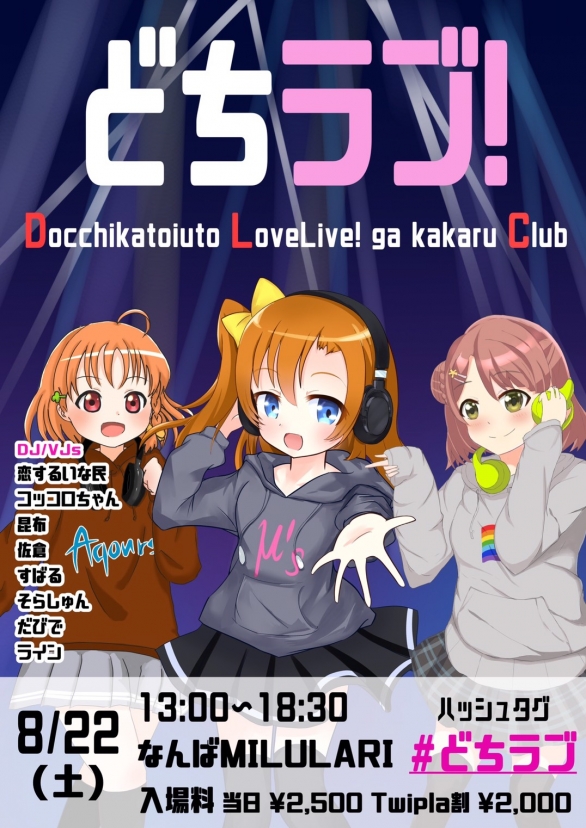 どちラブ!
Docchikatoiuto LoveLive! ga kakaru Club
DJ/VJs
恋するいな民
コッコロちゃん
昆布
佐倉
すばる
そらしゅん
だびで
ライン
Aqours
μ's
8/22
(土)
13:00~18:30
なんばMILULARI
入場料 当日 ¥2,500 Twipla割 ¥2,000
ハッシュタグ
#どちラブ